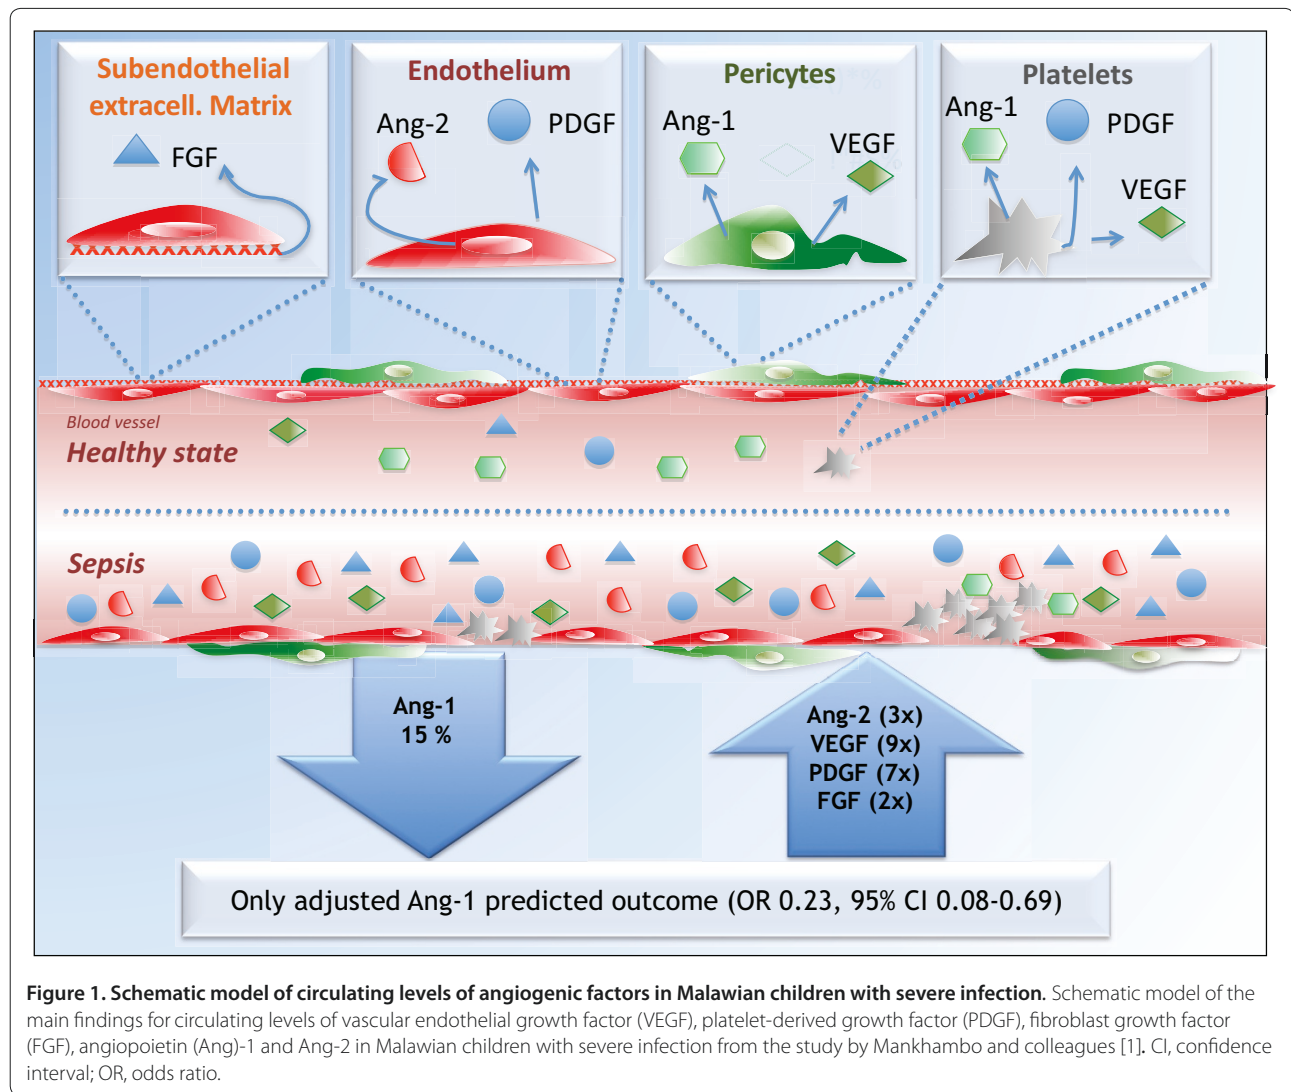 Subendothelial
extracell. Matrix
FGF
Endothelium
Ang-2
PDGF
Pericytes
Ang-1
VEGF
Platelets
Ang-1
PDGF
VEGF
Blood vessel
Healthy state
Sepsis
Ang-1
15 %
Ang-2 (3x)
VEGF (9x)
PDGF (7x)
FGF (2x)
Only adjusted Ang-1 predicted outcome (OR 0.23, 95% CI 0.08-0.69)
Figure 1. Schematic model of circulating levels of angiogenic factors in Malawian children with severe infection. Schematic model of the
main findings for circulating levels of vascular endothelial growth factor (VEGF), platelet-derived growth factor (PDGF), fibroblast growth factor
(FGF), angiopoietin (Ang)-1 and Ang-2 in Malawian children with severe infection from the study by Mankhambo and colleagues [1]. CI, confidence
interval; OR, odds ratio.